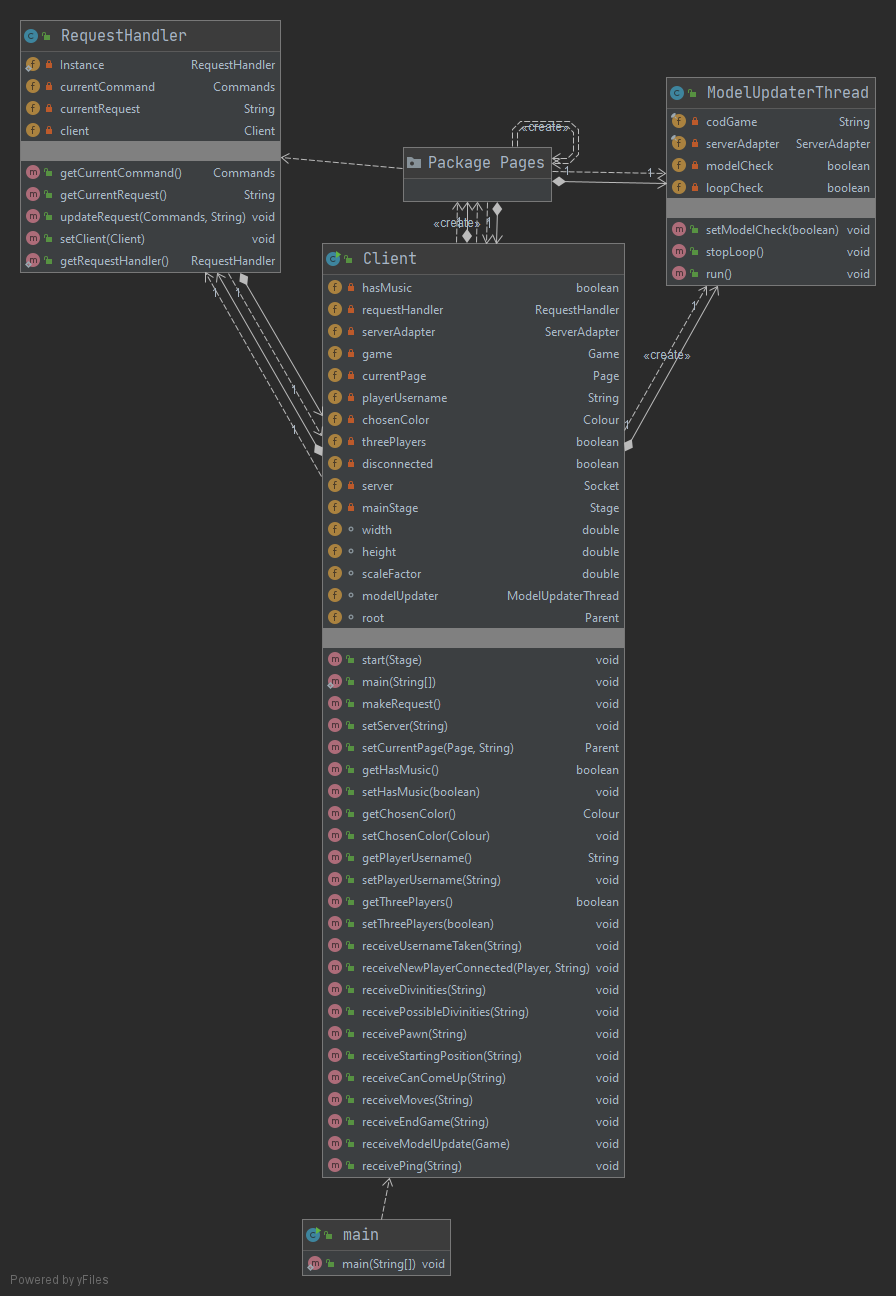 RequestHandler
Instance RequestHandler
currentCommand Commands
currentRequest String
client Client
getCurrentCommand() Commands
getCurrentRequest() String
updateRequest(Commands, String) void
setClient(Client) void
getRequestHandler() RequestHandler
«create»
Package Pages
1
1
ModelUpdaterThread
codGame String
serverAdapter ServerAdapter
modelCheck boolean
loopCheck boolean
setModelCheck(boolean) void
stopLoop() void
run() void
«create»
1
1
1
1
1
1
«create»
1
1
Client
hasMusic boolean
requestHandler RequestHandler
serverAdapter ServerAdapter
game Game
currentPage Page
playerUsername String
chosenColor Colour
threePlayers boolean
disconnected boolean
server Socket
mainStage Stage
width double
height double
scaleFactor double
modelUpdater ModelUpdaterThread
root Parent
start(Stage) void
main(String[]) void
makeRequest() void
setServer(String) void
setCurrentPage(Page, String) Parent
getHasMusic() boolean
setHasMusic(boolean) void
getChosenColor() Colour
setChosenColor(Colour) void
getPlayerUsername() String
setPlayerUsername(String) void
getThreePlayers() boolean
setThreePlayers(boolean) void
receiveUsernameTaken(String) void
receiveNewPlayerConnected(Player, String) void
receiveDivinities(String) void
receivePossibleDivinities(String) void
receivePawn(String) void
receiveStartingPosition(String) void
receiveCanComeUp(String) void
receiveMoves(String) void
receiveEndGame(String) void
receiveModelUpdate(Game) void
receivePing(String) void
main
main(String[]) void
Powered by yFiles